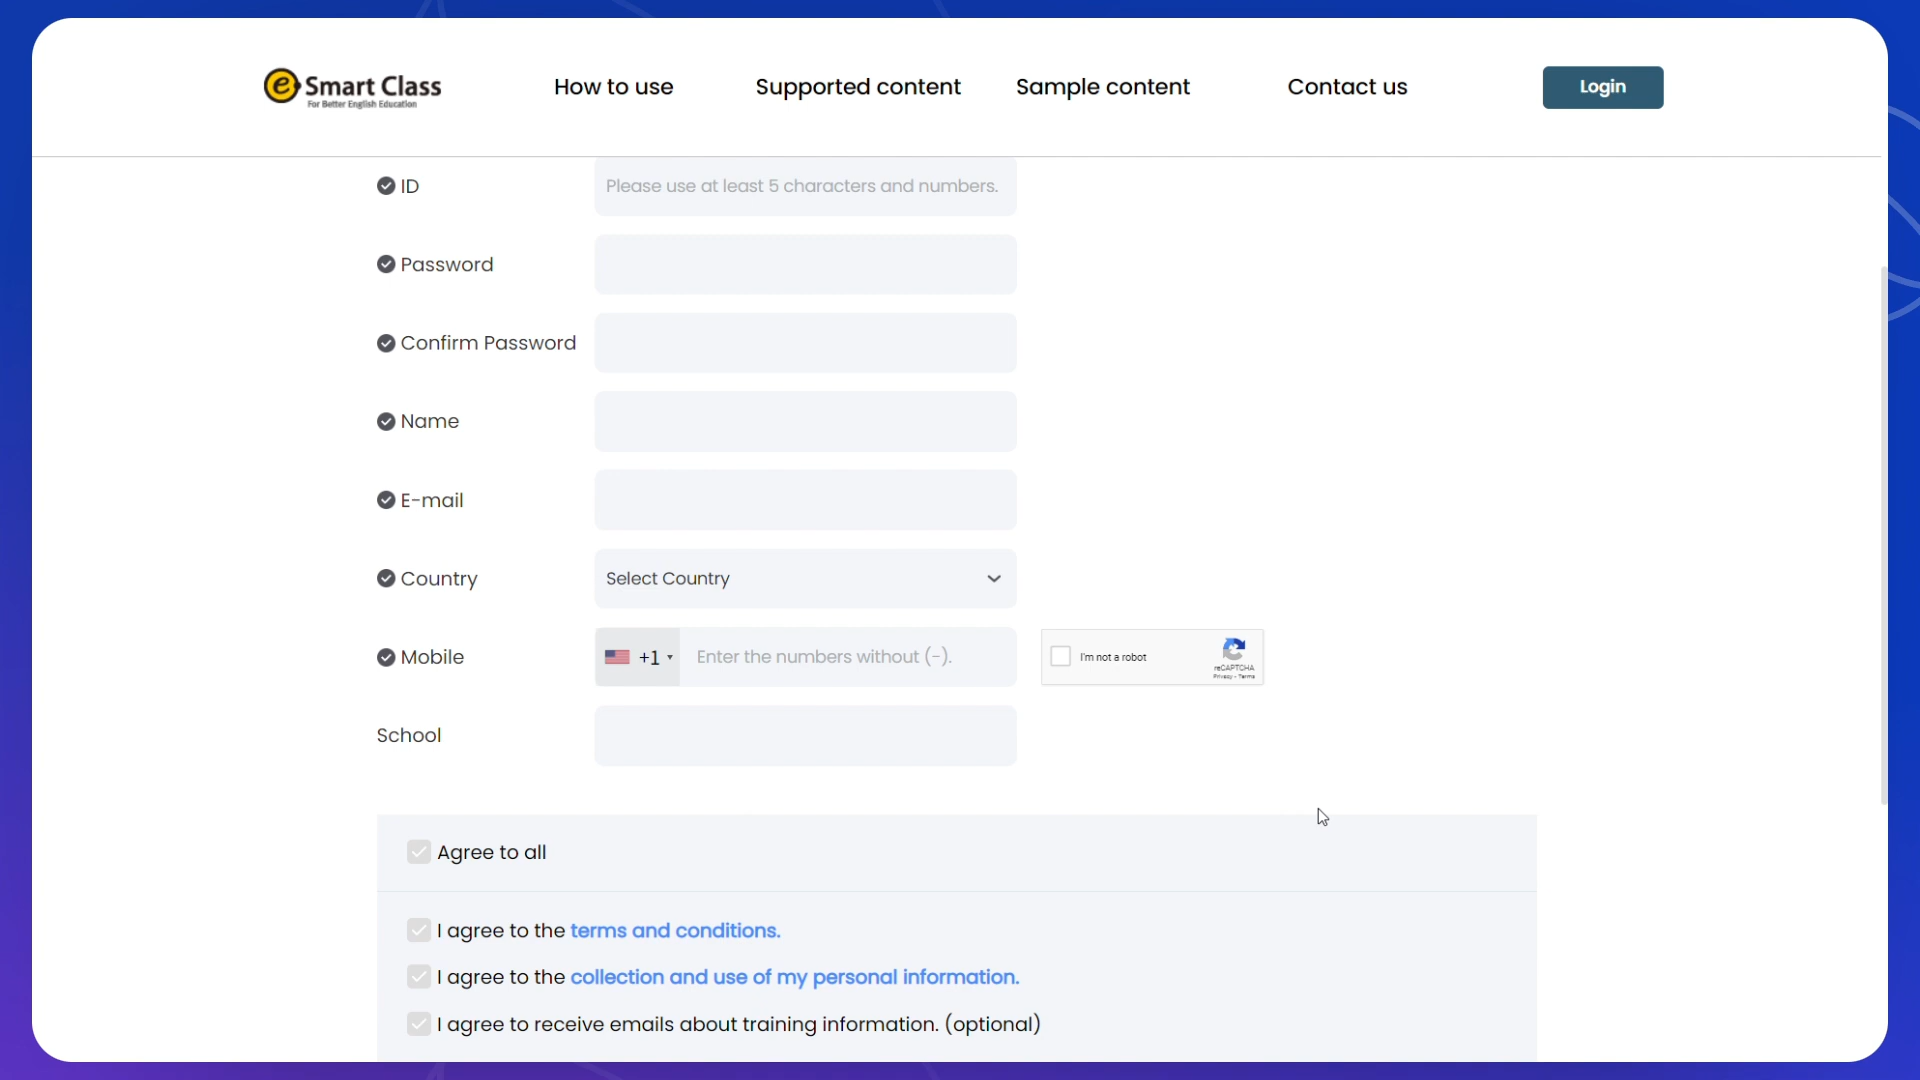 e Smart Class
For Better English Education
How to use
Supported content
Sample content
Contact us
Login
ID
Please use at least 5 characters and numbers.
Password
Confirm Password
Name
E-mail
Country
Select Country
Mobile
+1
Enter the numbers without (-).
I'm not a robot
reCAPTCHA
Privacy - Terms
School
Agree to all
I agree to the terms and conditions.
I agree to the collection and use of my personal information.
I agree to receive emails about training information. (optional)